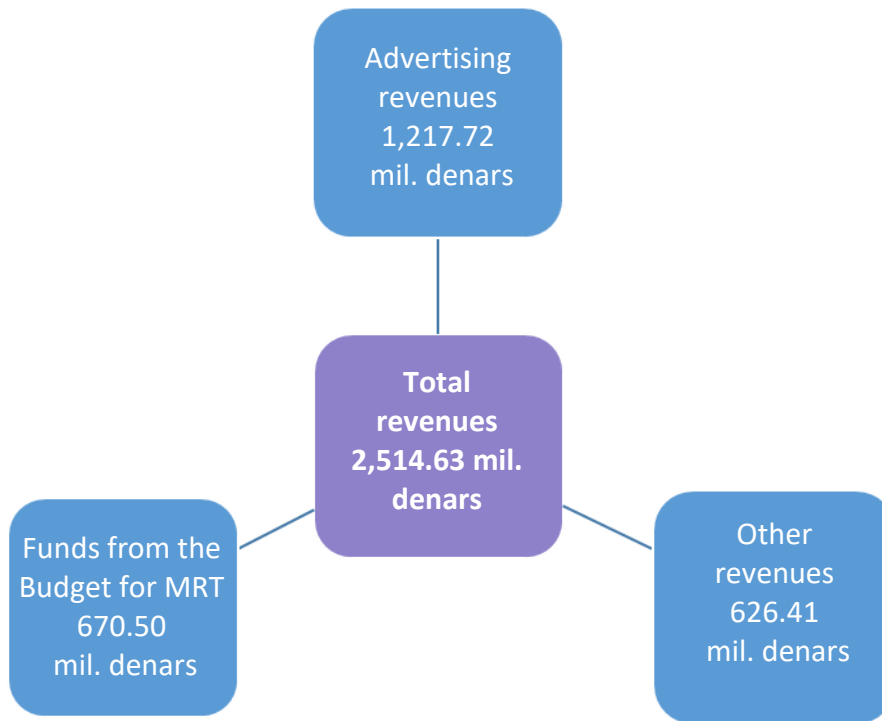 Advertising
revenues
1,217.72
mil. denars
Total
revenues
2,514.63 mil.
denars
Funds from the
Budget for MRT
670.50
mil. denars
Other
revenues
626.41
mil. denars